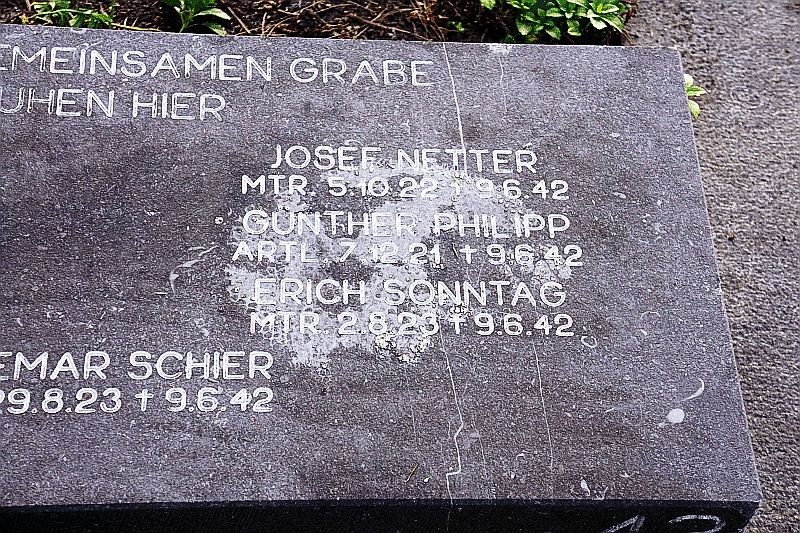 EMEINSAMEN GRABE
UHEN HIER
JOSEF NETTER
MTR. 5.10.22 † 9.6.42
GÜNTHER PHILIPP
ARTL. 7.12.21 † 9.6.42
ERICH SONNTAG
MTR. 2.8.23 † 9.6.42
EMAR SCHIER
29.8.23 † 9.6.42